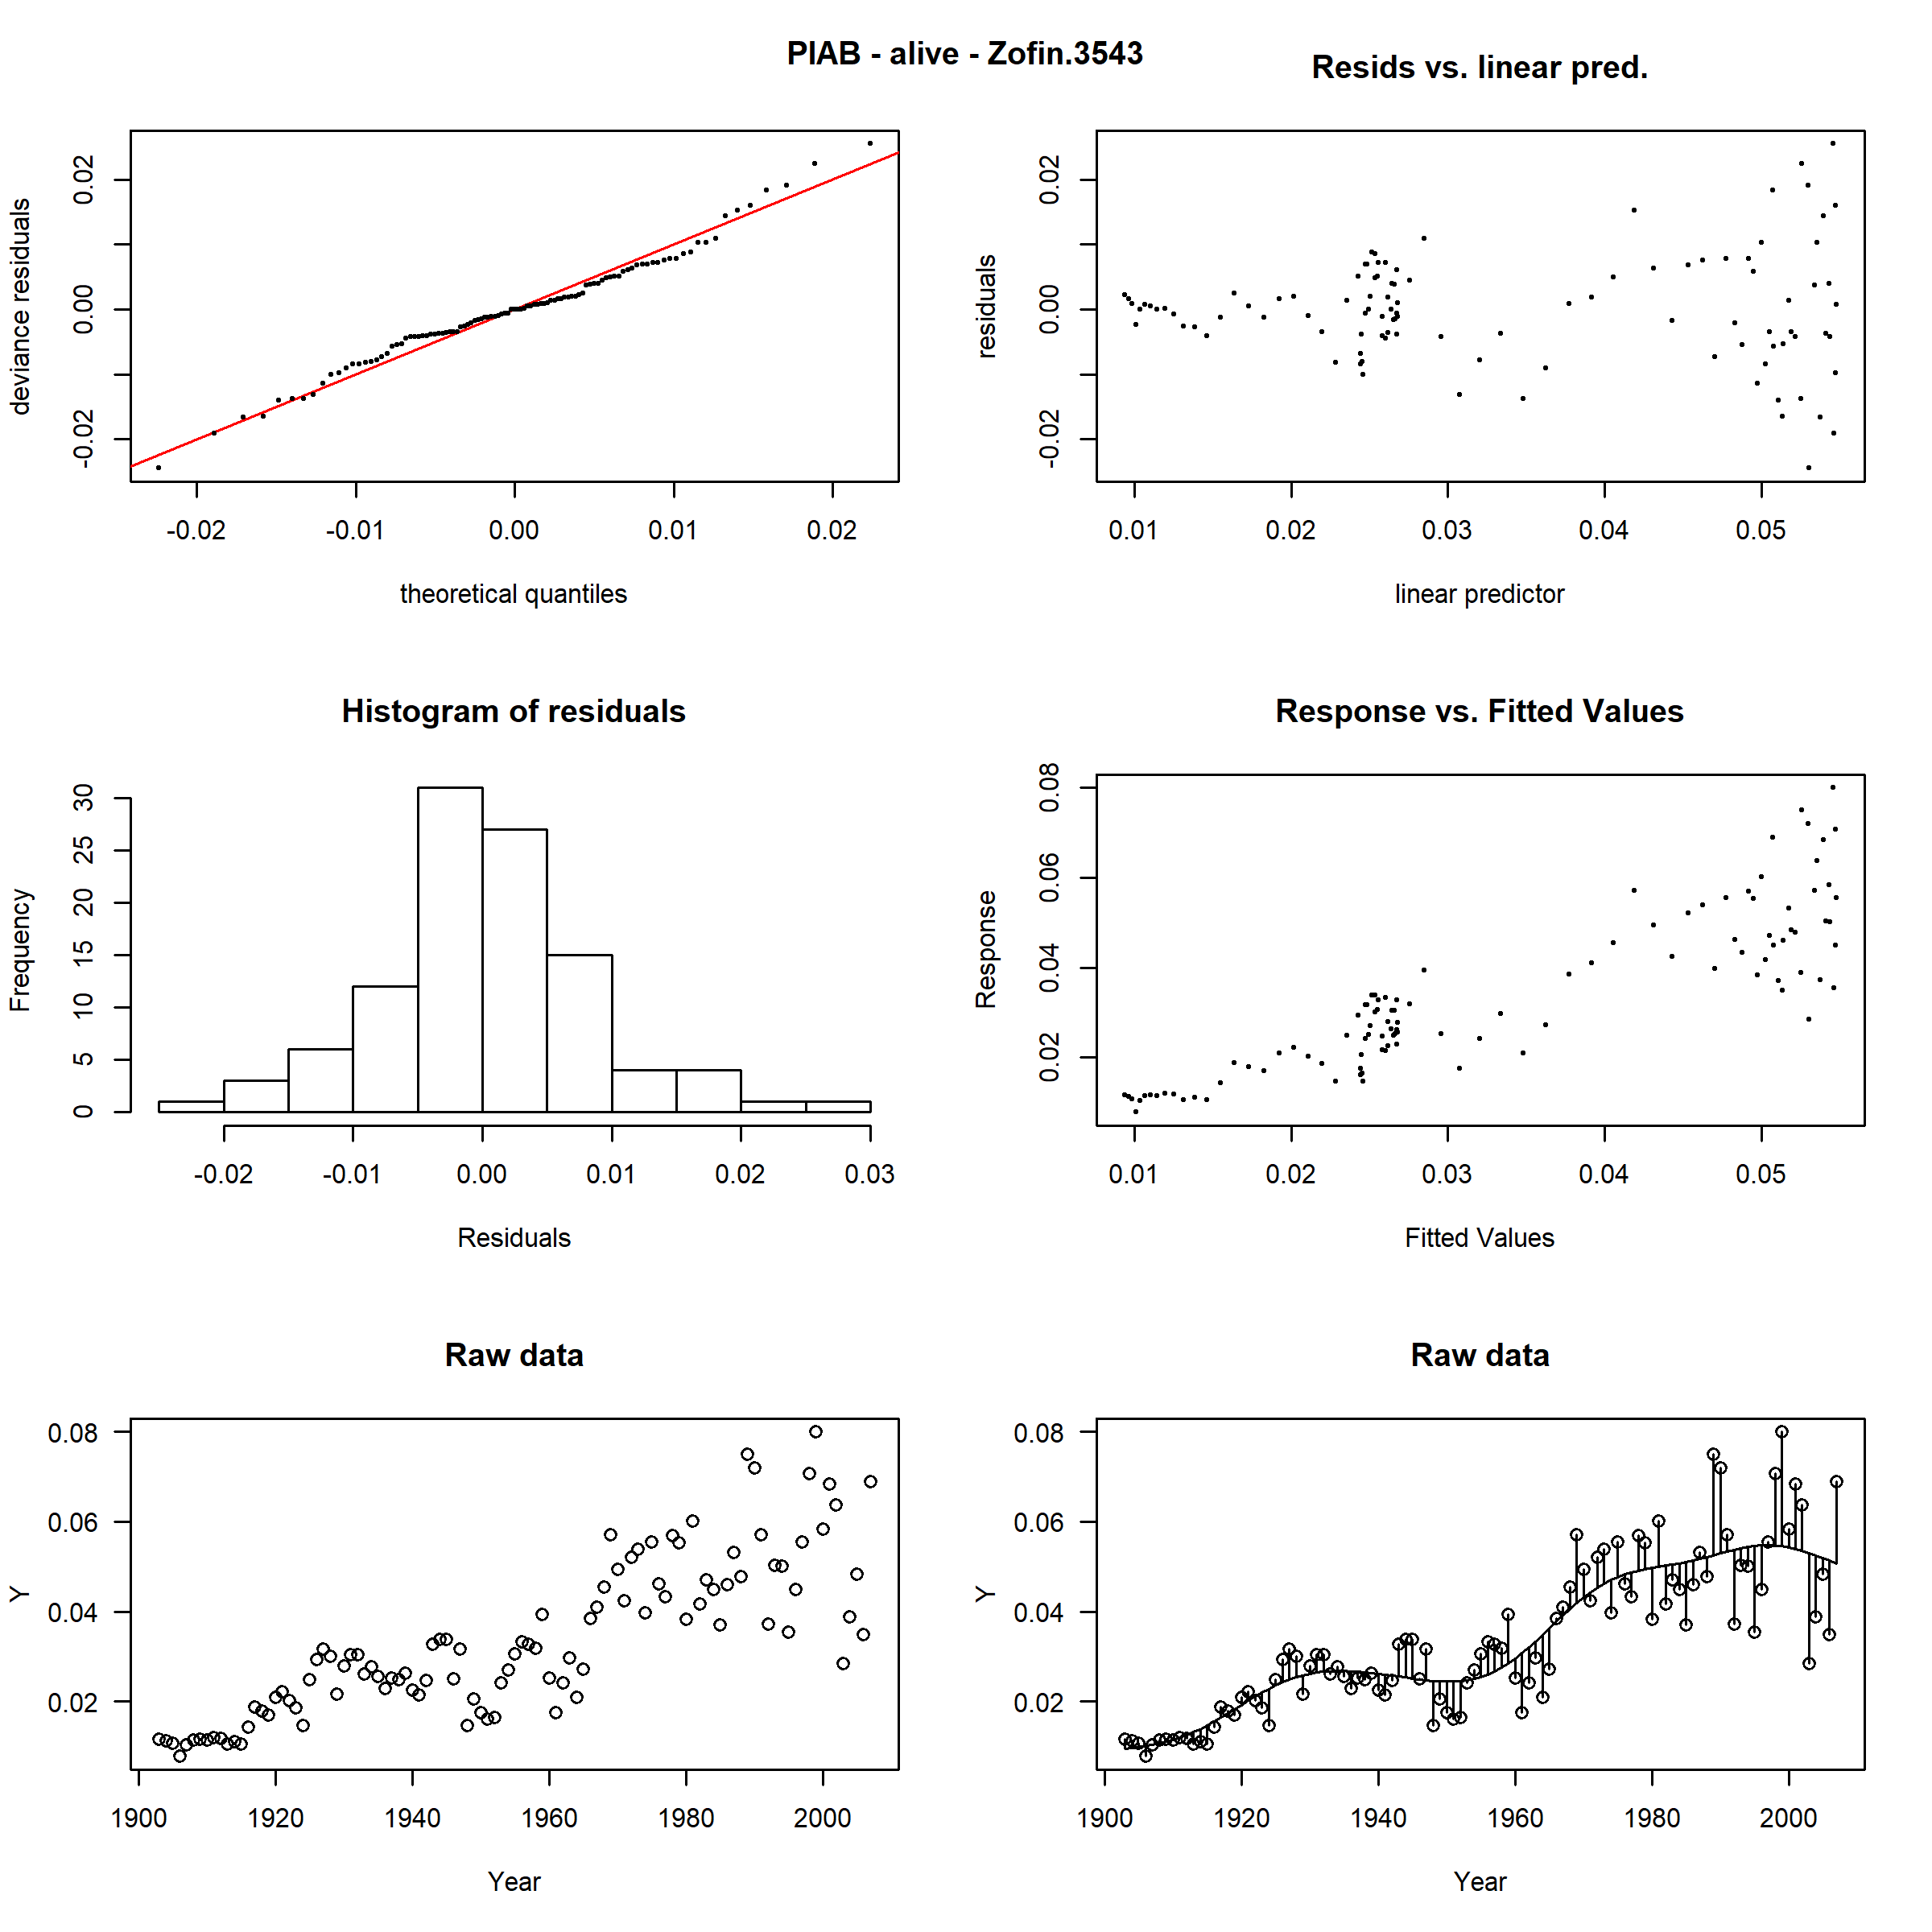 PIAB - alive - Zofin.3543
Resids vs. linear pred.
deviance residuals
-0.02 0.00 0.02
-0.02 -0.01 0.00 0.01 0.02
theoretical quantiles
residuals
-0.02 0.00 0.02
0.01 0.02 0.03 0.04 0.05
linear predictor
Histogram of residuals
Frequency
0 5 10 15 20 25 30
-0.02 -0.01 0.00 0.01 0.02 0.03
Residuals
Response vs. Fitted Values
Response
0.02 0.04 0.06 0.08
0.01 0.02 0.03 0.04 0.05
Fitted Values
Raw data
Y
0.08
0.06
0.04
0.02
1900 1920 1940 1960 1980 2000
Year
Raw data
Y
0.08
0.06
0.04
0.02
1900 1920 1940 1960 1980 2000
Year